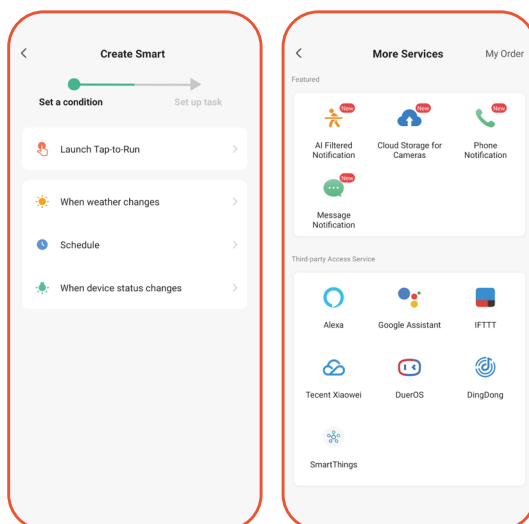 Create Smart
Set a condition
Set up task
Launch Tap-to-Run
When weather changes
Schedule
When device status changes
More Services
My Order
Featured
New
New
New
AI Filtered
Notification
Cloud Storage for
Cameras
Phone
Notification
New
Message
Notification
Third-party Access Service
Alexa
Google Assistant
IFTTT
Tecent Xiaowei
DuerOS
DingDong
SmartThings